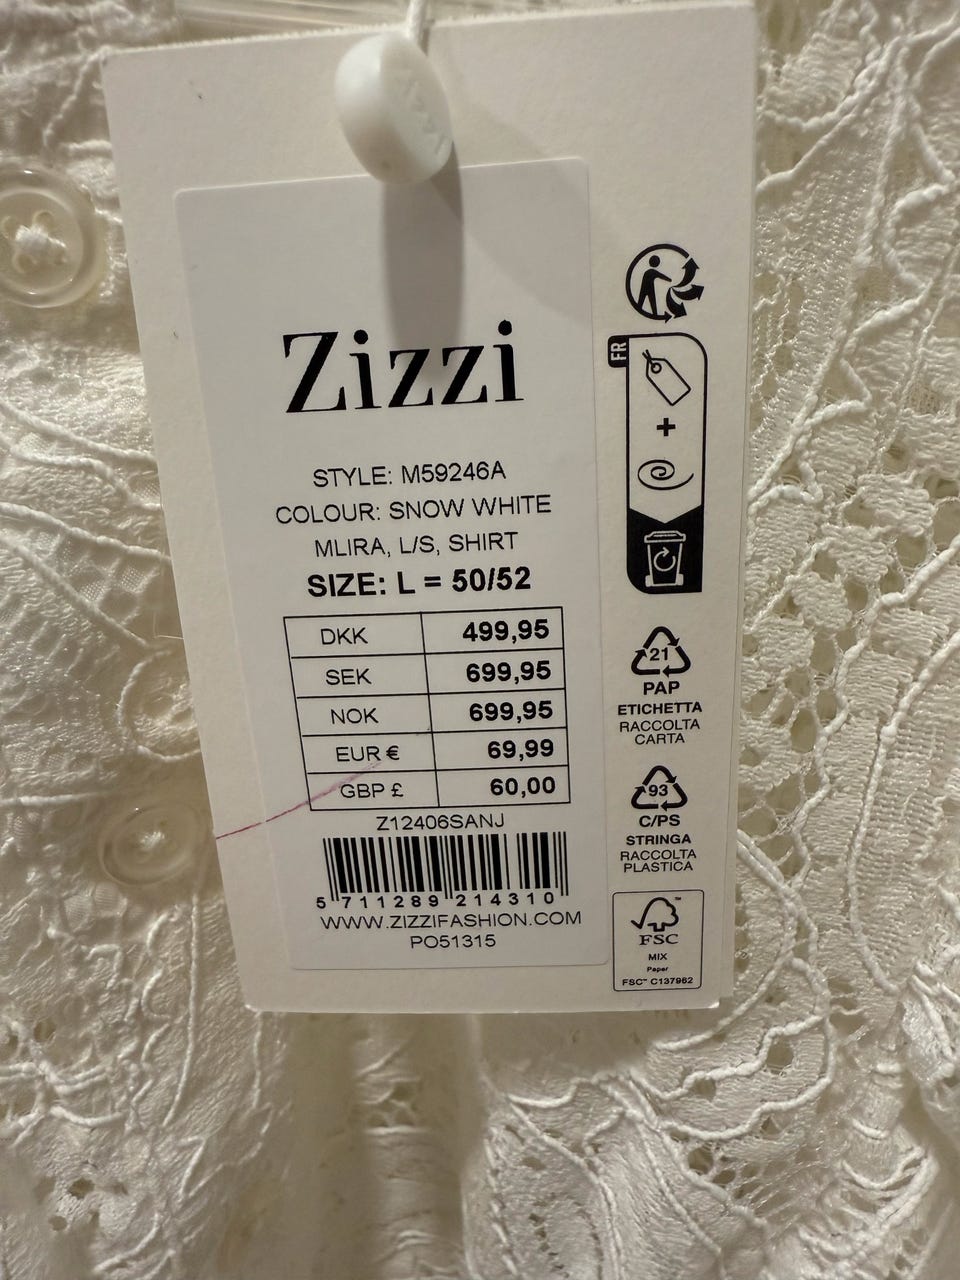 Zizzi
STYLE: M59246A
COLOUR: SNOW WHITE
MLIRA, L/S, SHIRT
SIZE: L = 50/52
DKK 499,95
SEK 699,95
NOK 699,95
EUR € 69,99
GBP £ 60,00
Z12406SANJ
5 711289 214310
WWW.ZIZZIFASHION.COM
PO51315
FR
+
21
PAP
ETICHETTA
RACCOLTA
CARTA
93
C/PS
STRINGA
RACCOLTA
PLASTICA
FSC™
MIX
Paper
FSC™ C137962